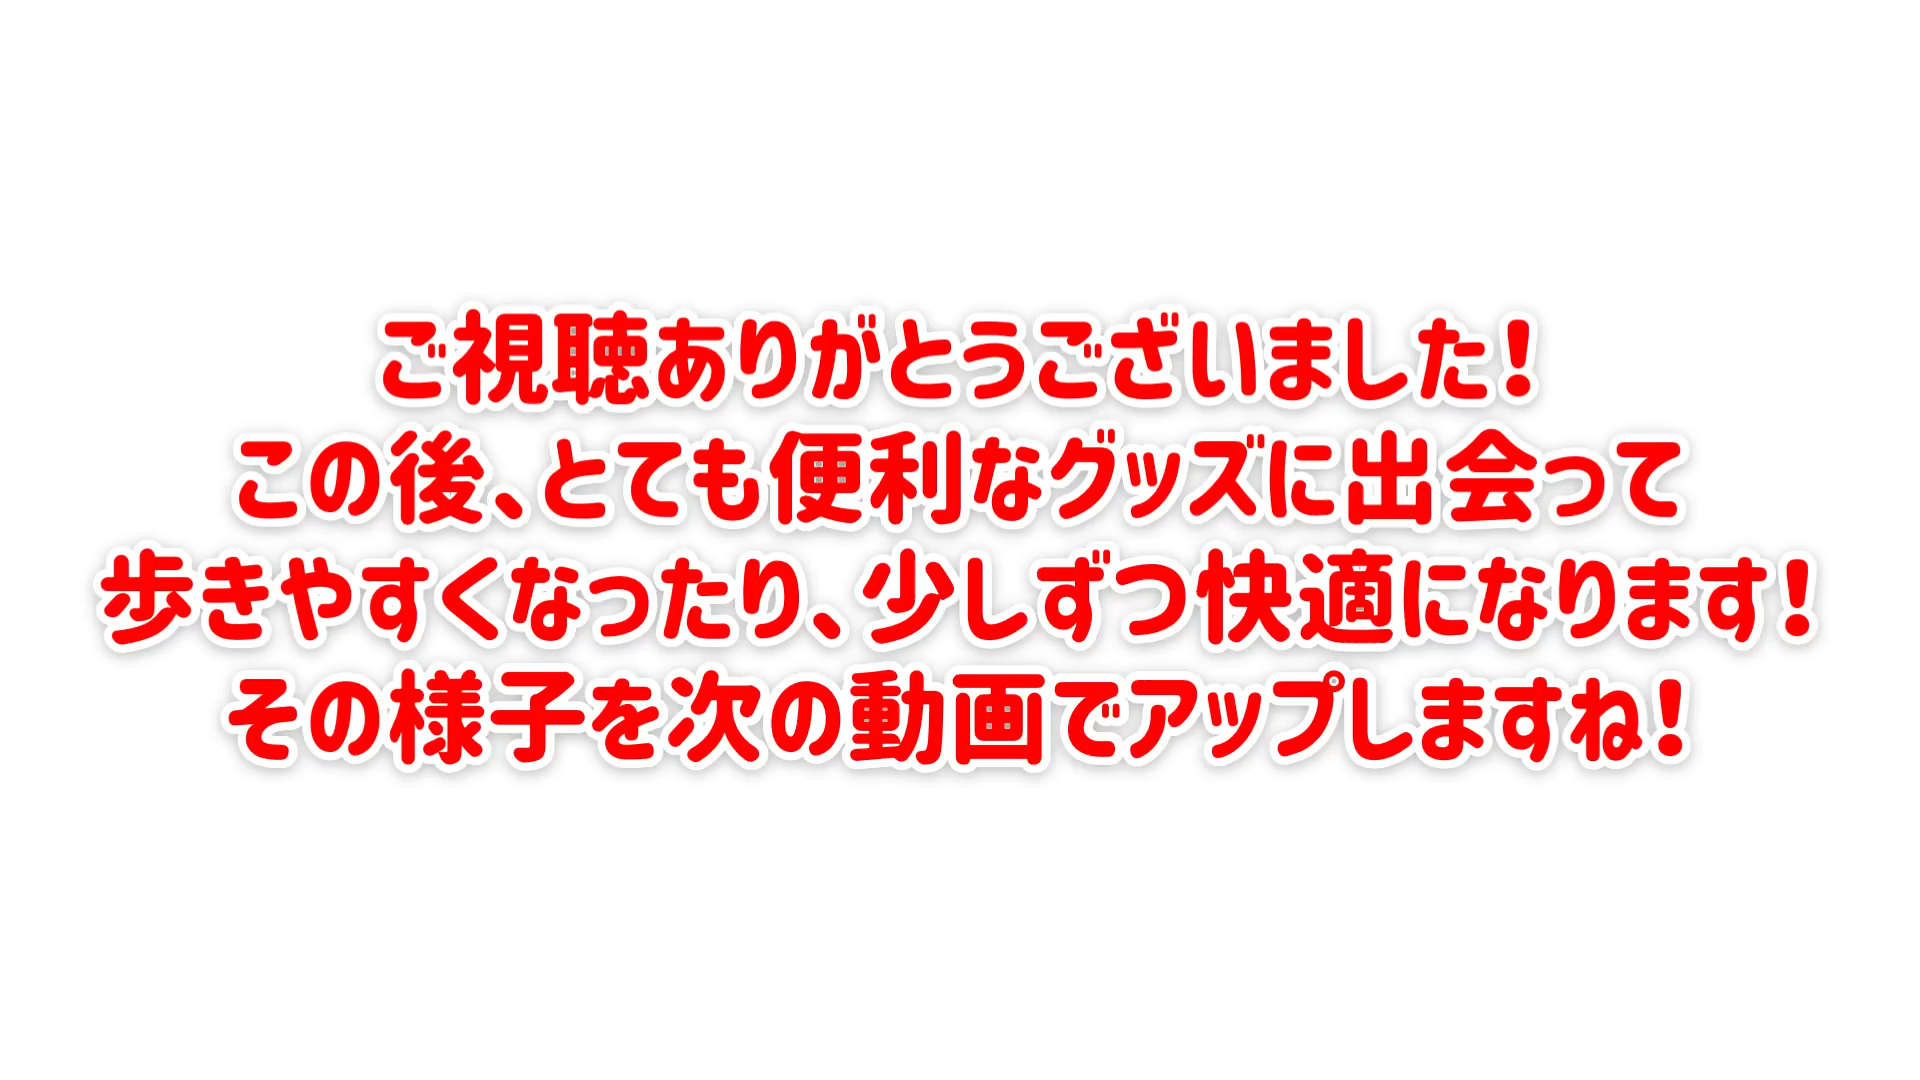 ご視聴ありがとうございました!
この後、とても便利なグッズに出会って
歩きやすくなったり、少しずつ快適になります!
その様子を次の動画でアップしますね!